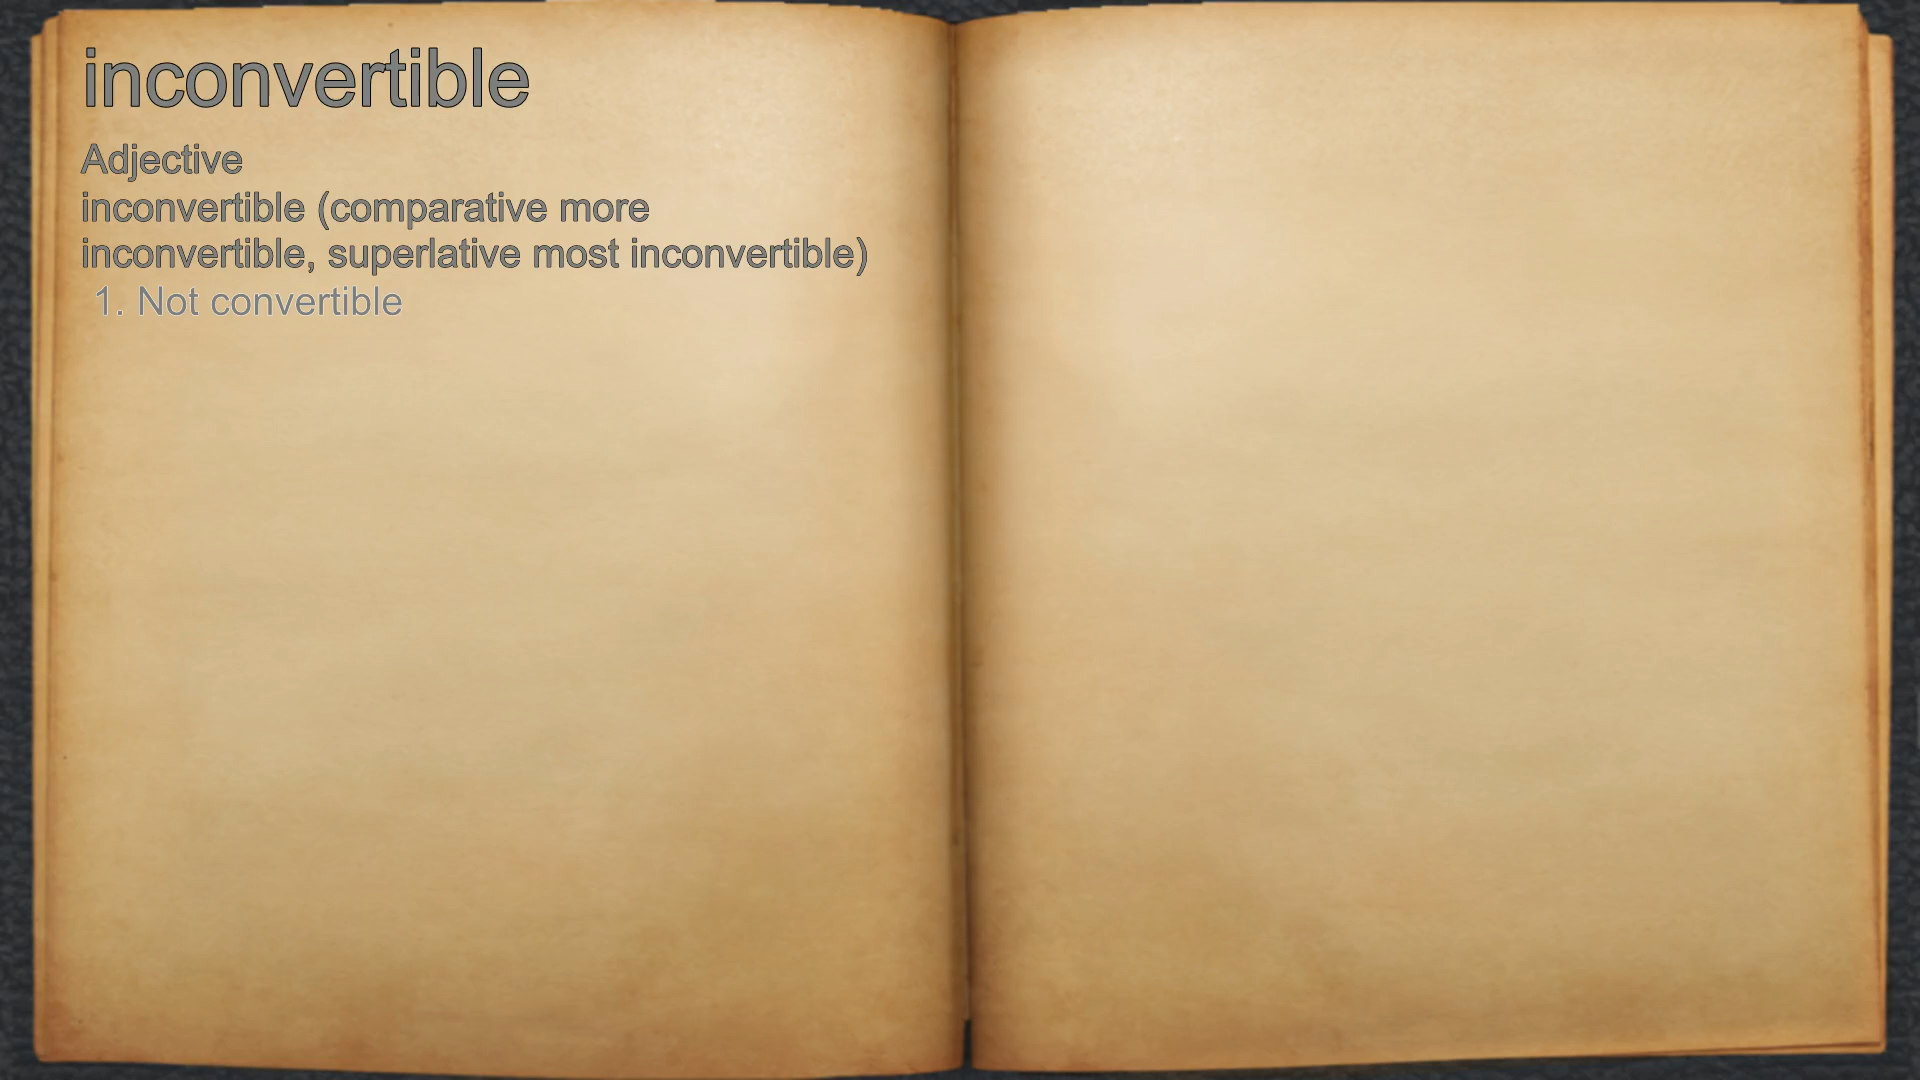 inconvertible
Adjective
inconvertible (comparative more
inconvertible, superlative most inconvertible)
1. Not convertible